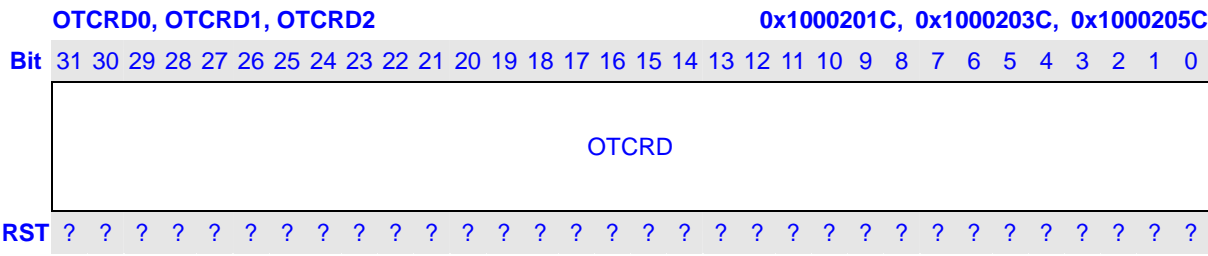 OTCRD0, OTCRD1, OTCRD2 0x1000201C, 0x1000203C, 0x1000205C
Bit 31 30 29 28 27 26 25 24 23 22 21 20 19 18 17 16 15 14 13 12 11 10 9 8 7 6 5 4 3 2 1 0
OTCRD
RST ? ? ? ? ? ? ? ? ? ? ? ? ? ? ? ? ? ? ? ? ? ? ? ? ? ? ? ? ? ? ? ?